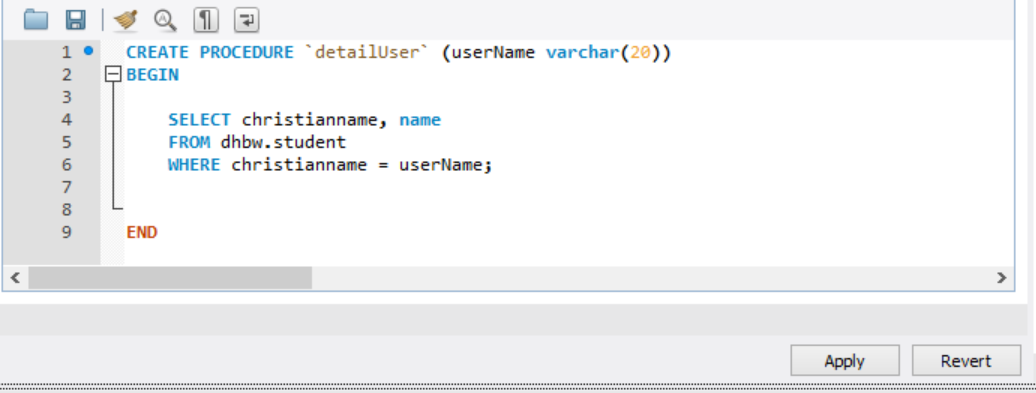 1 CREATE PROCEDURE `detailUser` (userName varchar(20))
2 BEGIN
3
4 SELECT christianname, name
5 FROM dhbw.student
6 WHERE christianname = userName;
7
8
9 END
Apply Revert